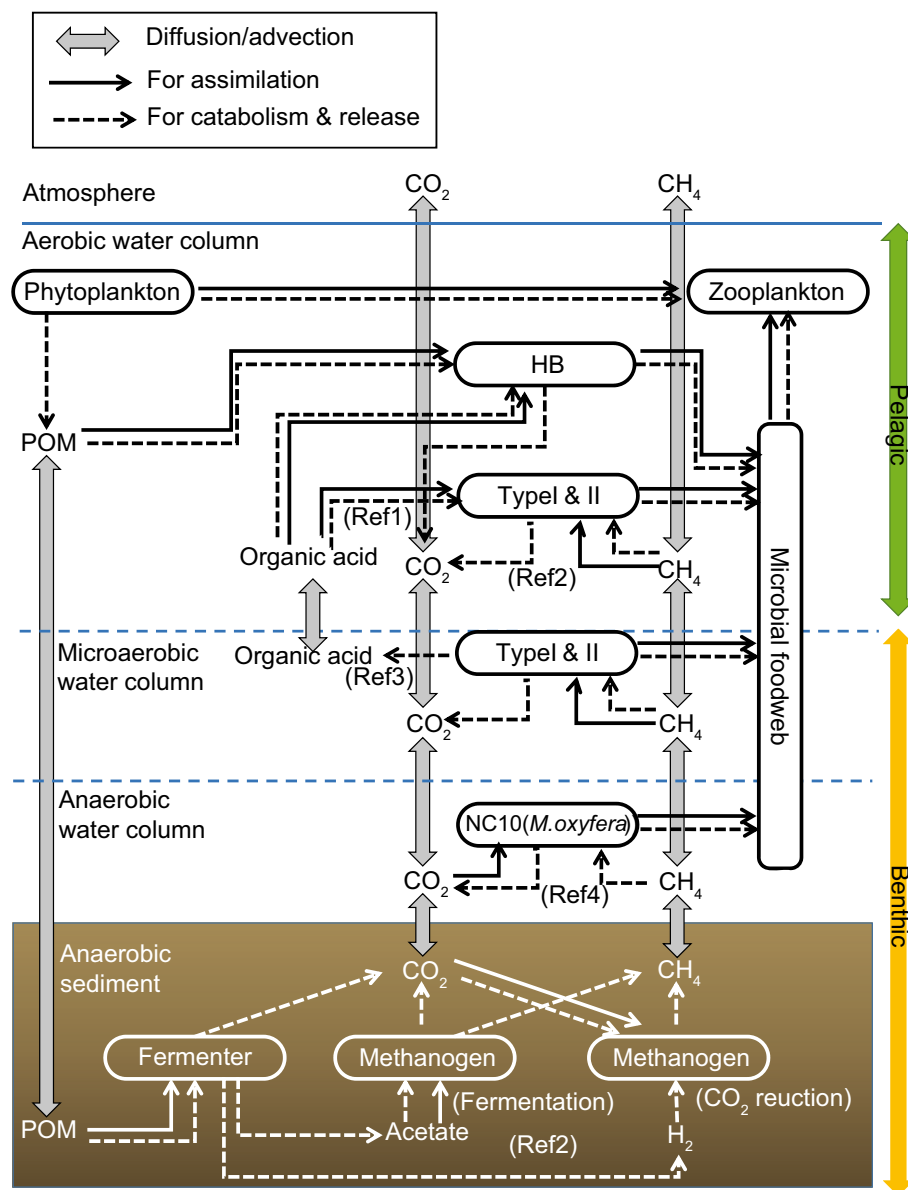 Diffusion/advection
For assimilation
For catabolism & release
Atmosphere
CO2
CH4
Aerobic water column
Phytoplankton
Zooplankton
HB
POM
TypeI & II
(Ref1)
Organic acid
CO2
(Ref2)
CH4
Pelagic
Microbial foodweb
Microaerobic
water column
Organic acid
(Ref3)
TypeI & II
CO2
CH4
Anaerobic
water column
NC10(M.oxyfera)
CO2
(Ref4)
CH4
Benthic
Anaerobic
sediment
CO2
CH4
Fermenter
Methanogen
Methanogen
(Fermentation)
(CO2 reuction)
POM
Acetate
(Ref2)
H2